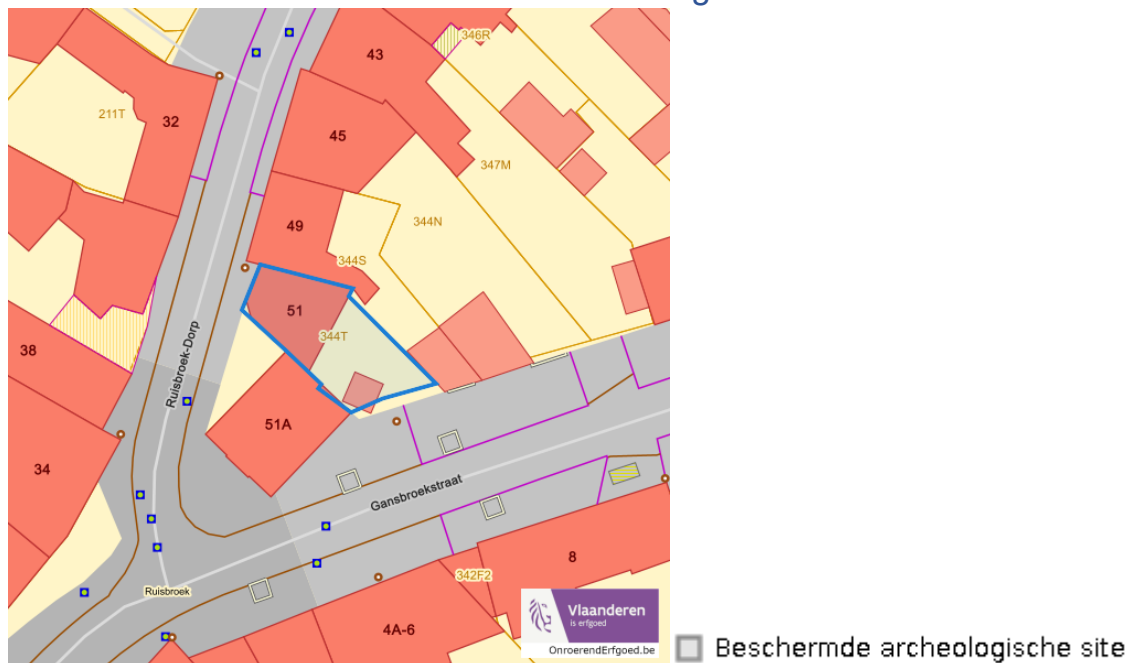 346R
43
211T
32
45
347M
344N
49
344S
51
344T
Ruisbroek-Dorp
38
51A
34
Gansbroekstraat
8
342F2
Ruisbroek
4A-6
Vlaanderen
is erfgoed
OnroerendErfgoed.be
Beschermde archeologische site